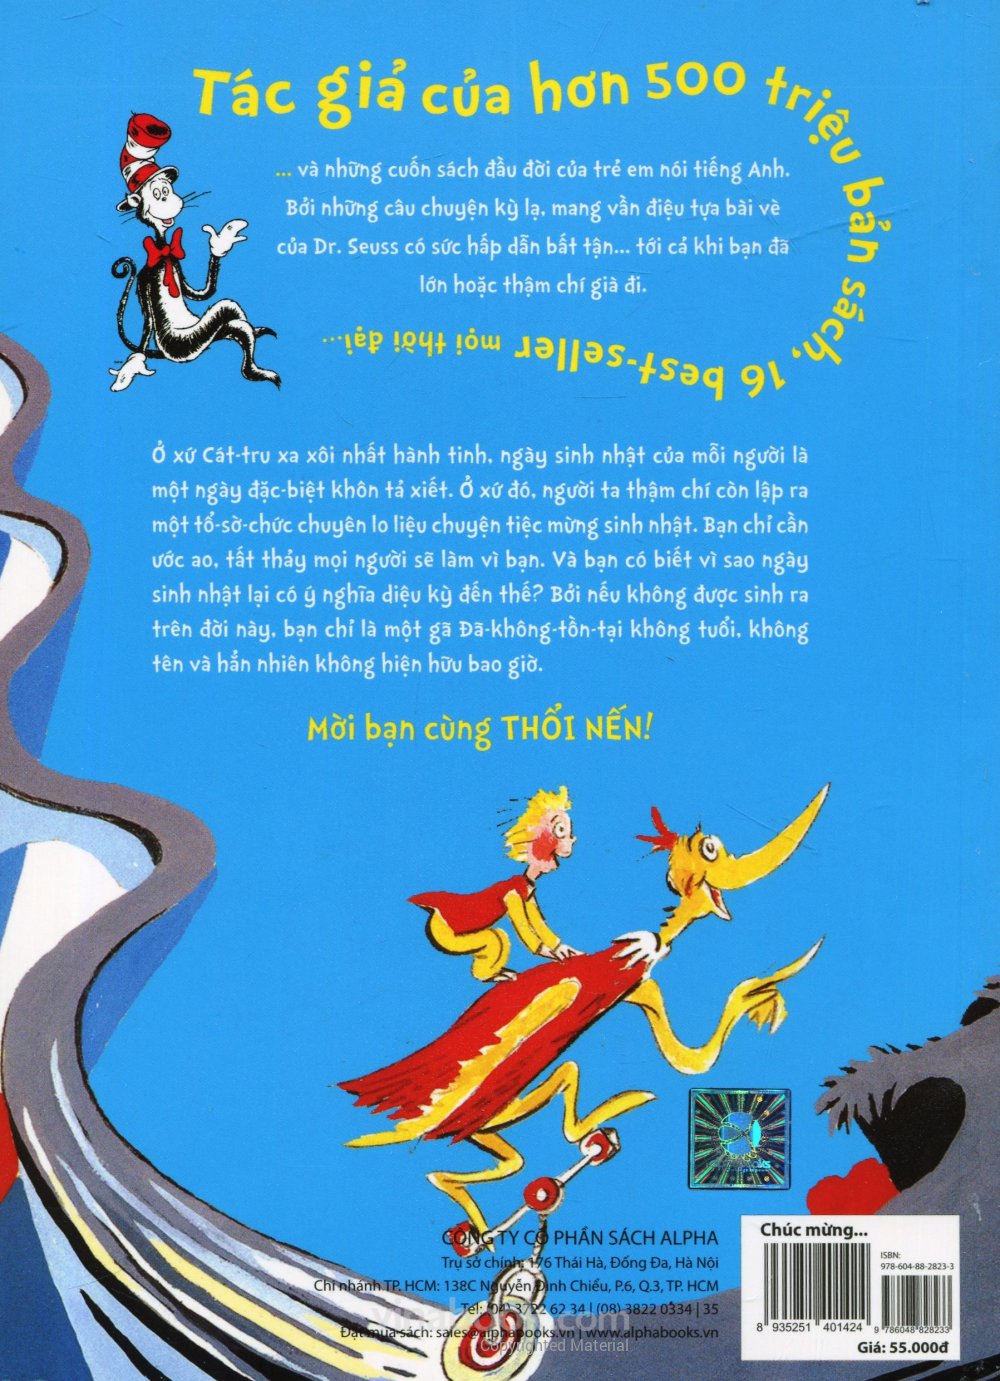 Tác giả của hơn 500 triệu bản sách, 16 best-seller mọi thời đại...
... và những cuốn sách đầu đời của trẻ em nói tiếng Anh.
Bởi những câu chuyện kỳ lạ, mang vần điệu tựa bài vè
của Dr. Seuss có sức hấp dẫn bất tận... tới cả khi bạn đã
lớn hoặc thậm chí già đi.
Ở xứ Cát-tru xa xôi nhất hành tinh, ngày sinh nhật của mỗi người là
một ngày đặc-biệt khôn tả xiết. Ở xứ đó, người ta thậm chí còn lập ra
một tổ-sờ-chức chuyên lo liệu chuyện tiệc mừng sinh nhật. Bạn chỉ cần
ước ao, tất thảy mọi người sẽ làm vì bạn. Và bạn có biết vì sao ngày
sinh nhật lại có ý nghĩa diệu kỳ đến thế? Bởi nếu không được sinh ra
trên đời này, bạn chỉ là một gã Đã-không-tồn-tại không tuổi, không
tên và hẳn nhiên không hiện hữu bao giờ.
Mời bạn cùng THỔI NẾN!
CÔNG TY CỔ PHẦN SÁCH ALPHA
Trụ sở chính: 176 Thái Hà, Đống Đa, Hà Nội
Chi nhánh TP. HCM: 138C Nguyễn Đình Chiểu, P.6, Q.3, TP. HCM
Tel: (04) 3722 62 34 | (08) 3822 0334 | 35
Đặt mua sách: sales@alphabooks.vn | www.alphabooks.vn
Copyrighted Material
Chúc mừng...
ISBN:
978-604-88-2823-3
8 935251 401424
9 786048 828233
Giá: 55.000đ